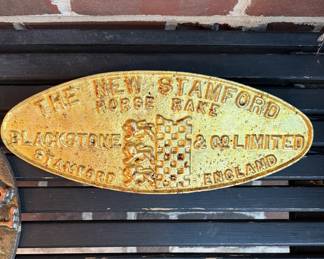 THE NEW STAMFORD
HORSE RAKE
BLACKSTONE & CO. LIMITED
STAMFORD ENGLAND